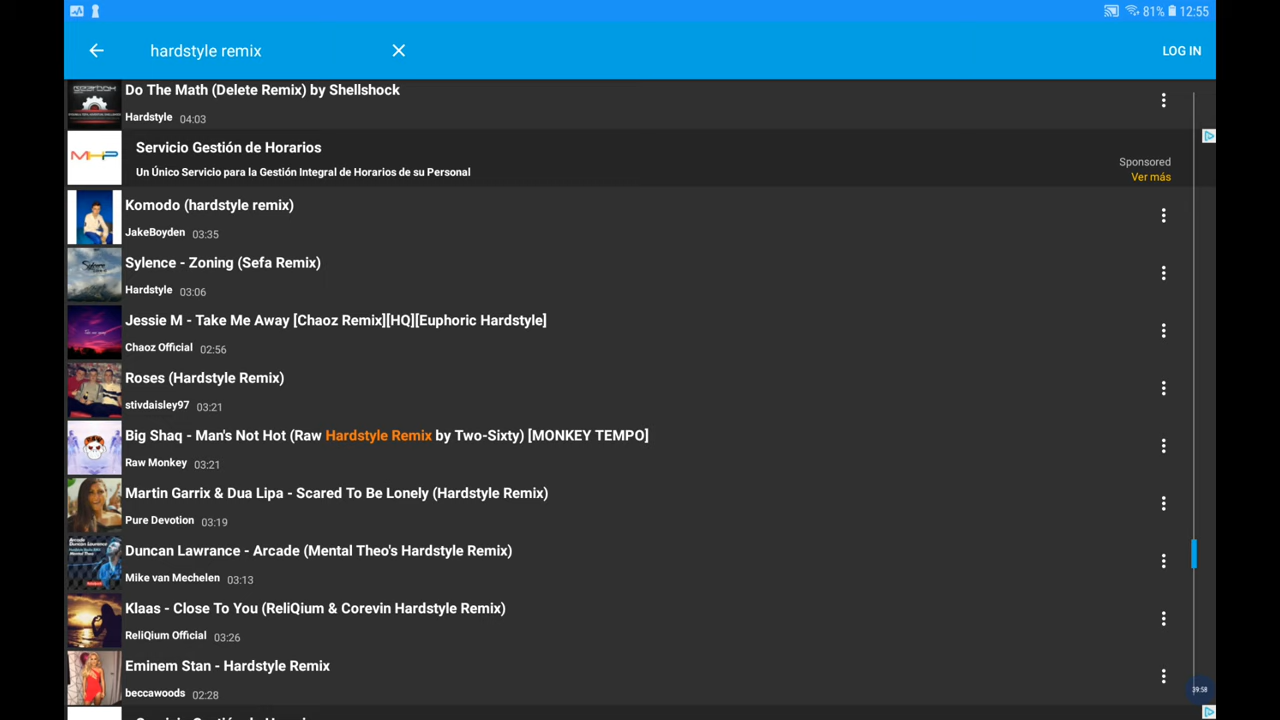 81% 12:55
hardstyle remix
LOG IN
Do The Math (Delete Remix) by Shellshock
Hardstyle 04:03
MHP
Servicio Gestión de Horarios
Un Único Servicio para la Gestión Integral de Horarios de su Personal
Sponsored
Ver más
Komodo (hardstyle remix)
JakeBoyden 03:35
Sylence - Zoning (Sefa Remix)
Hardstyle 03:06
Jessie M - Take Me Away [Chaoz Remix][HQ][Euphoric Hardstyle]
Chaoz Official 02:56
Roses (Hardstyle Remix)
stivdaisley97 03:21
Big Shaq - Man's Not Hot (Raw Hardstyle Remix by Two-Sixty) [MONKEY TEMPO]
Raw Monkey 03:21
Martin Garrix & Dua Lipa - Scared To Be Lonely (Hardstyle Remix)
Pure Devotion 03:19
Duncan Lawrance - Arcade (Mental Theo's Hardstyle Remix)
Mike van Mechelen 03:13
Klaas - Close To You (ReliQium & Corevin Hardstyle Remix)
ReliQium Official 03:26
Eminem Stan - Hardstyle Remix
beccawoods 02:28
39:58